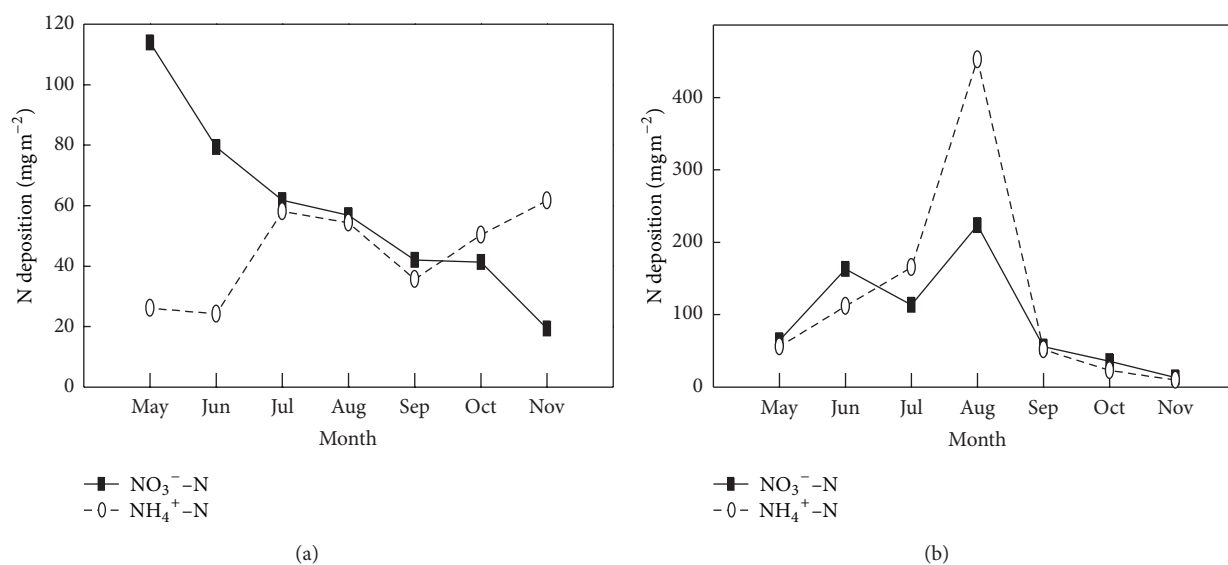 120
100
80
60
40
20
0
N deposition (mg m⁻²)
May Jun Jul Aug Sep Oct Nov
Month
NO₃⁻–N
NH₄⁺–N
(a)
400
300
200
100
0
N deposition (mg m⁻²)
May Jun Jul Aug Sep Oct Nov
Month
NO₃⁻–N
NH₄⁺–N
(b)